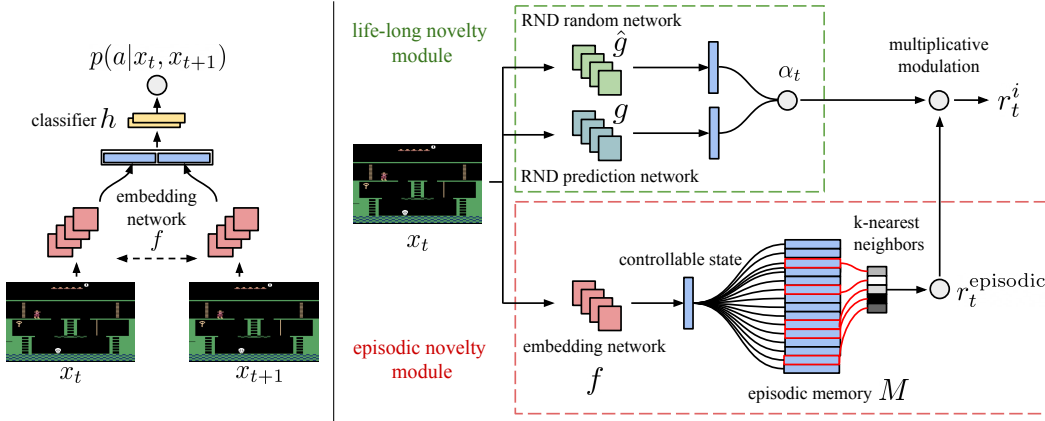 p(a|x_t, x_{t+1})
classifier h
embedding
network
f
x_t
x_{t+1}
life-long novelty
module
RND random network
ĝ
g
RND prediction network
α_t
multiplicative
modulation
r_t^i
x_t
episodic novelty
module
embedding network
f
controllable state
k-nearest
neighbors
r_t^{episodic}
episodic memory M